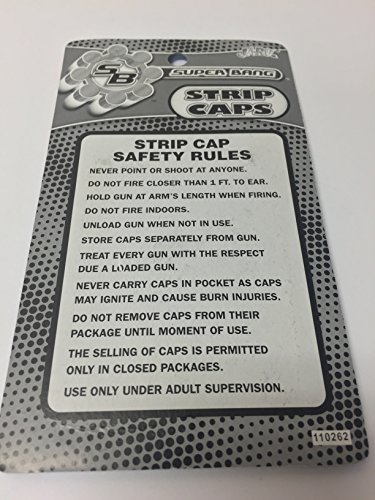 SB
SUPER BANG
STRIP
CAPS
STRIP CAP
SAFETY RULES
NEVER POINT OR SHOOT AT ANYONE.
DO NOT FIRE CLOSER THAN 1 FT. TO EAR.
HOLD GUN AT ARM'S LENGTH WHEN FIRING.
DO NOT FIRE INDOORS.
UNLOAD GUN WHEN NOT IN USE.
STORE CAPS SEPARATELY FROM GUN.
TREAT EVERY GUN WITH THE RESPECT
DUE A LOADED GUN.
NEVER CARRY CAPS IN POCKET AS CAPS
MAY IGNITE AND CAUSE BURN INJURIES.
DO NOT REMOVE CAPS FROM THEIR
PACKAGE UNTIL MOMENT OF USE.
THE SELLING OF CAPS IS PERMITTED
ONLY IN CLOSED PACKAGES.
USE ONLY UNDER ADULT SUPERVISION.
110262